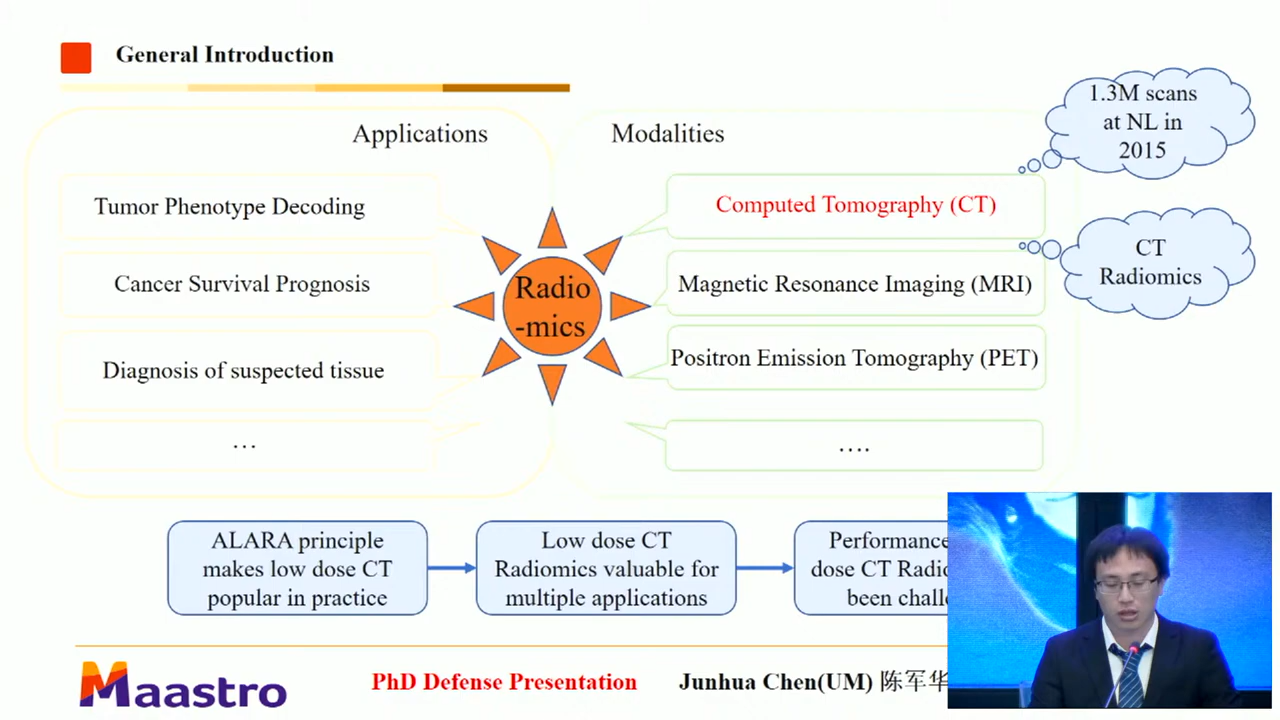 General Introduction
Applications
Modalities
1.3M scans
at NL in
2015
Tumor Phenotype Decoding
Computed Tomography (CT)
Cancer Survival Prognosis
Radio
-mics
Magnetic Resonance Imaging (MRI)
CT
Radiomics
Diagnosis of suspected tissue
Positron Emission Tomography (PET)
…
….
ALARA principle
makes low dose CT
popular in practice
Low dose CT
Radiomics valuable for
multiple applications
Performance
dose CT
been
Maastro
PhD Defense Presentation
Junhua Chen(UM) 陈军华